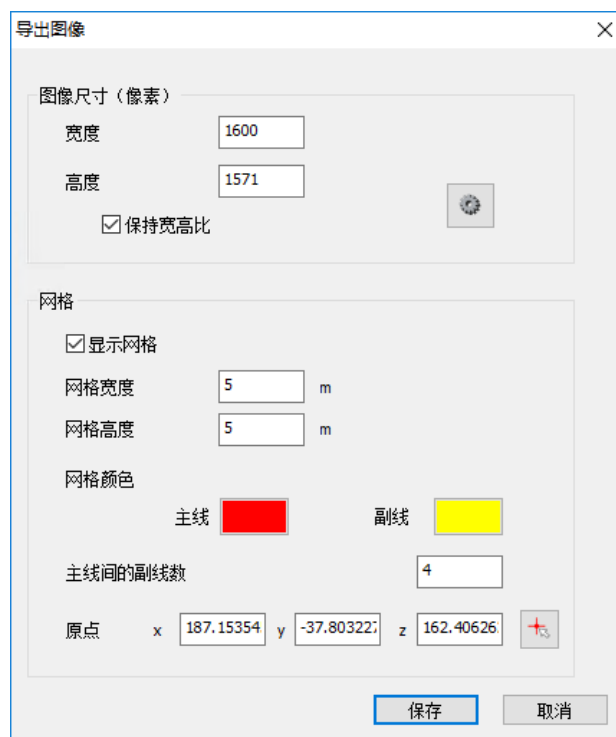 导出图像
图像尺寸（像素）
宽度 1600
高度 1571
保持宽高比
网格
显示网格
网格宽度 5 m
网格高度 5 m
网格颜色
主线 副线
主线间的副线数 4
原点 x 187.15354 y -37.803227 z 162.40626
保存 取消